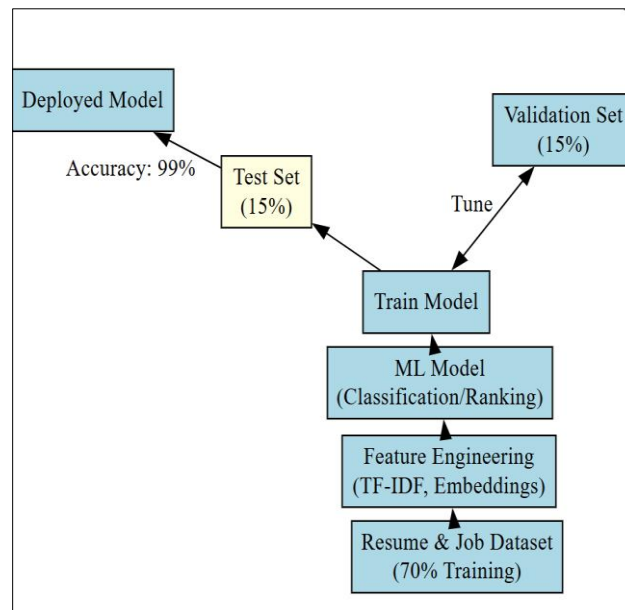 Deployed Model
Validation Set
(15%)
Accuracy: 99%
Test Set
(15%)
Tune
Train Model
ML Model
(Classification/Ranking)
Feature Engineering
(TF-IDF, Embeddings)
Resume & Job Dataset
(70% Training)